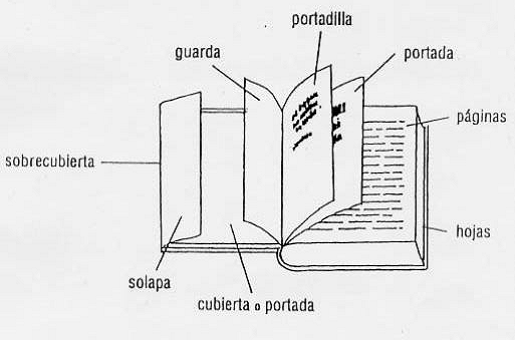 portadilla
guarda
portada
páginas
sobrecubierta
hojas
solapa
cubierta o portada